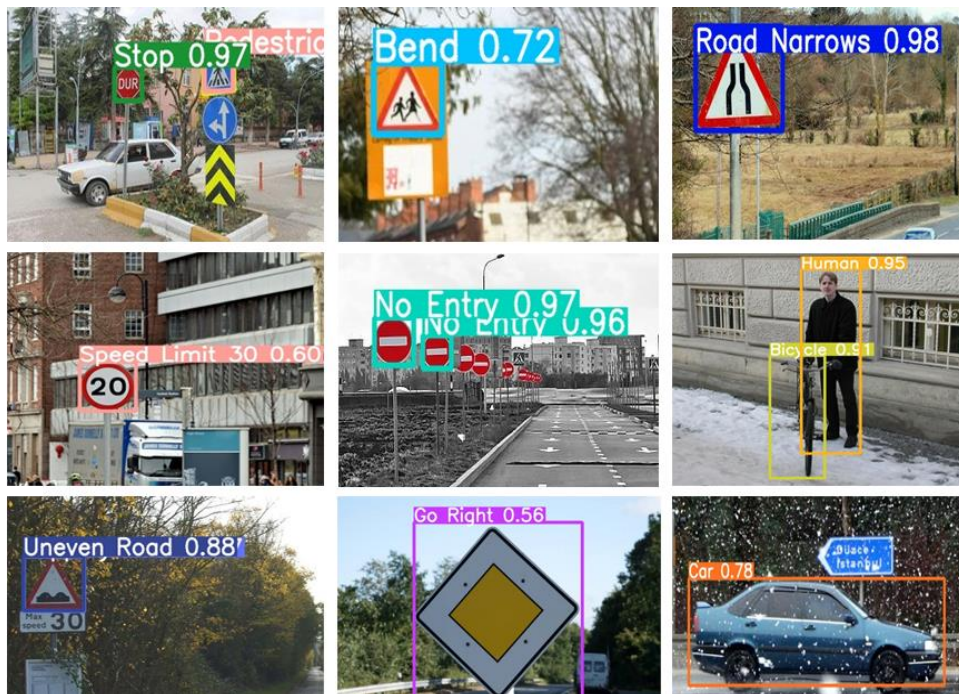 Stop 0.97
Pedestria
DUR
Bend 0.72
Road Narrows 0.98
Speed Limit 30 0.60
20
No Entry 0.97
No Entry 0.96
Human 0.95
Bicycle 0.91
Uneven Road 0.88
Max
speed 30
Go Right 0.56
Car 0.78
Düzce
İstanbul